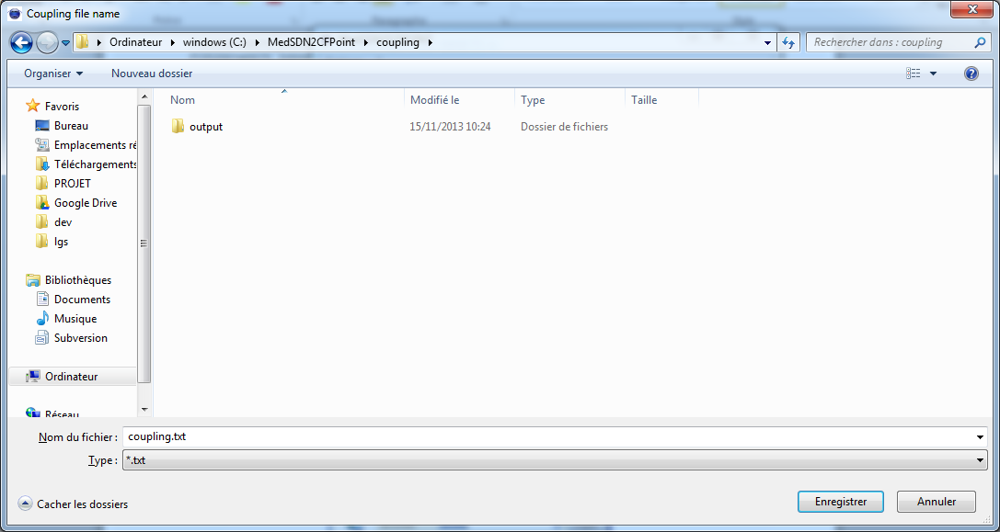 Coupling file name
Ordinateur windows (C:) MedSDN2CFPoint coupling
Rechercher dans : coupling
Organiser Nouveau dossier
Nom Modifié le Type Taille
output 15/11/2013 10:24 Dossier de fichiers
Favoris
Bureau
Emplacements ré
Téléchargements
PROJET
Google Drive
dev
lgs
Bibliothèques
Documents
Musique
Subversion
Ordinateur
Réseau
Nom du fichier : coupling.txt
Type : *.txt
Cacher les dossiers
Enregistrer Annuler